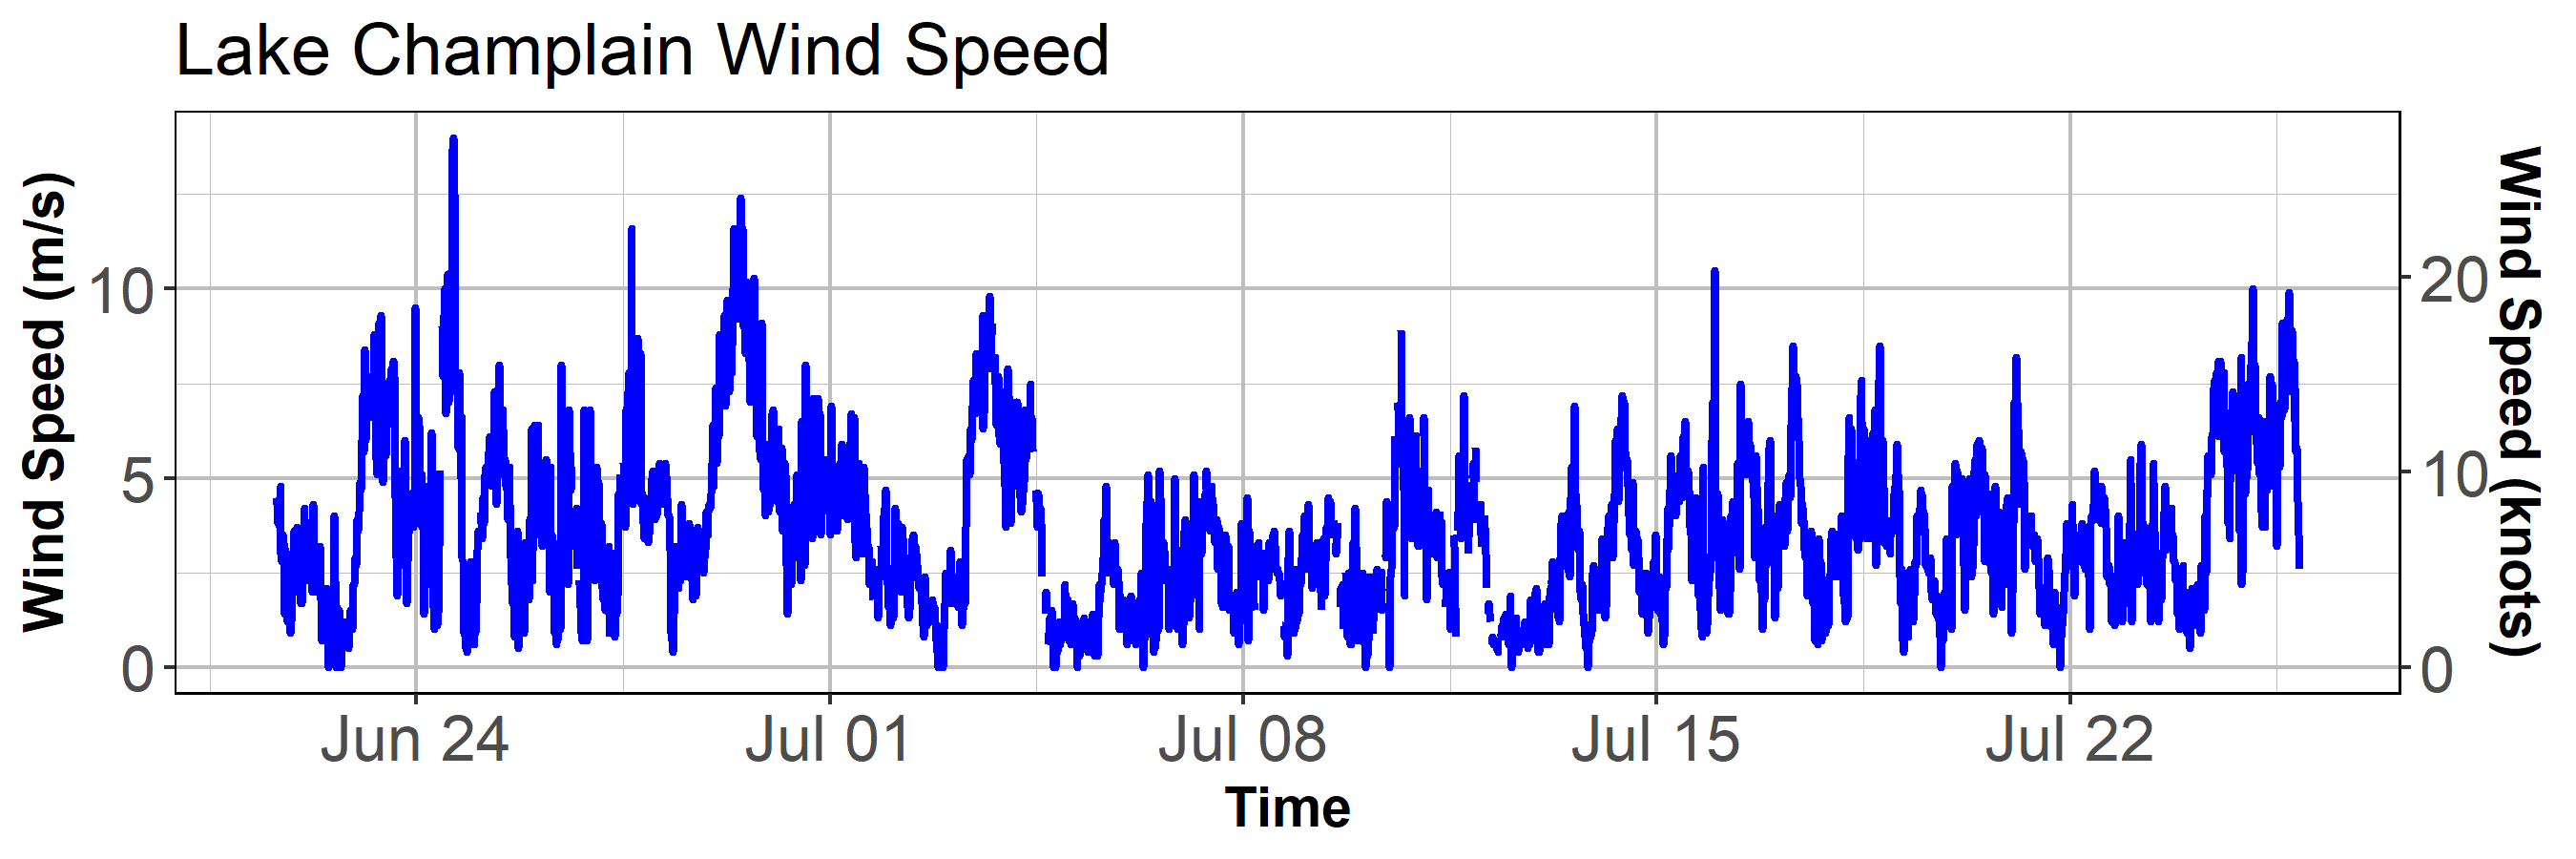 Lake Champlain Wind Speed
Wind Speed (m/s)
10
5
0
20
10
0
Wind Speed (knots)
Jun 24 Jul 01 Jul 08 Jul 15 Jul 22
Time